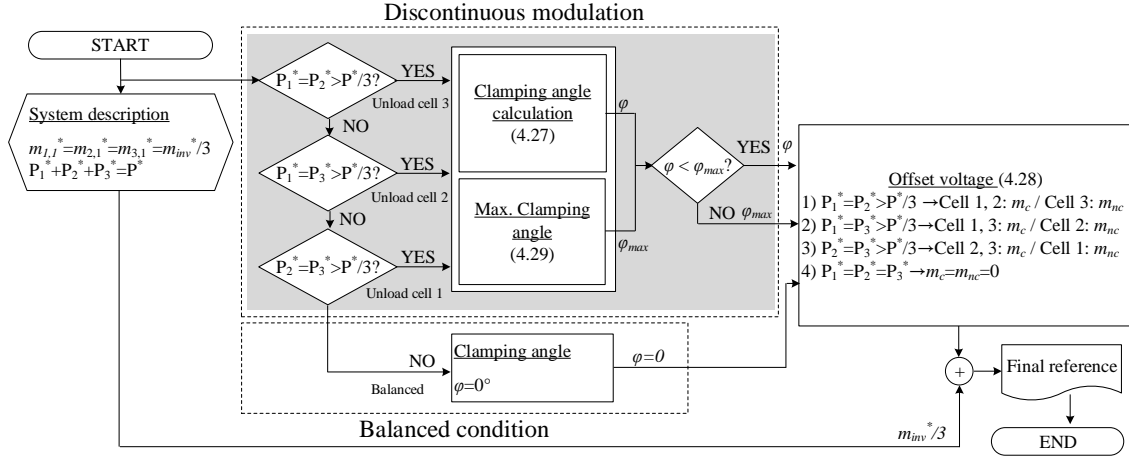 Discontinuous modulation
START
System description
m1,1*=m2,1*=m3,1*=minv*/3
P1*+P2*+P3*=P*
P1*=P2*>P*/3?
YES
Unload cell 3
NO
P1*=P3*>P*/3?
YES
Unload cell 2
NO
P2*=P3*>P*/3?
YES
Unload cell 1
Clamping angle
calculation
(4.27)
φ
Max. Clamping
angle
(4.29)
φmax
φ < φmax?
YES
φ
NO
φmax
Offset voltage (4.28)
1) P1*=P2*>P*/3→Cell 1, 2: mc / Cell 3: mnc
2) P1*=P3*>P*/3→Cell 1, 3: mc / Cell 2: mnc
3) P2*=P3*>P*/3→Cell 2, 3: mc / Cell 1: mnc
4) P1*=P2*=P3*→mc=mnc=0
NO
Balanced
Clamping angle
φ=0°
φ=0
Balanced condition
minv*/3
+
Final reference
END